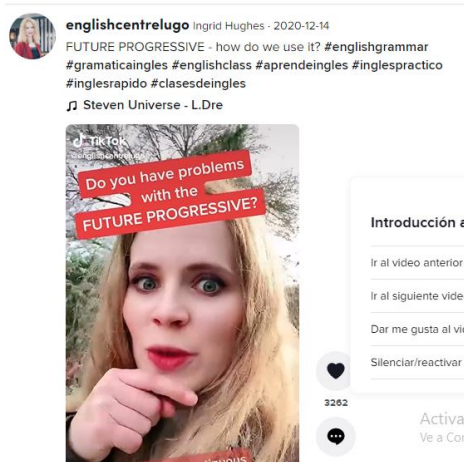 englishcentrelugo Ingrid Hughes · 2020-12-14
FUTURE PROGRESSIVE - how do we use it? #englishgrammar
#gramaticaingles #englishclass #aprendeingles #inglespractico
#inglesrapido #clasesdeingles
♫ Steven Universe - L.Dre
TikTok
@englishcentrelugo
Do you have problems
with the
FUTURE PROGRESSIVE?
Introducción a
Ir al video anterior
Ir al siguiente vide
Dar me gusta al vi
Silenciar/reactivar
3262
Activa
Ve a Co